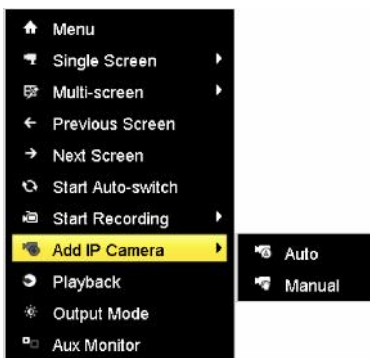 Menu
Single Screen
Multi-screen
Previous Screen
Next Screen
Start Auto-switch
Start Recording
Add IP Camera
Auto
Manual
Playback
Output Mode
Aux Monitor